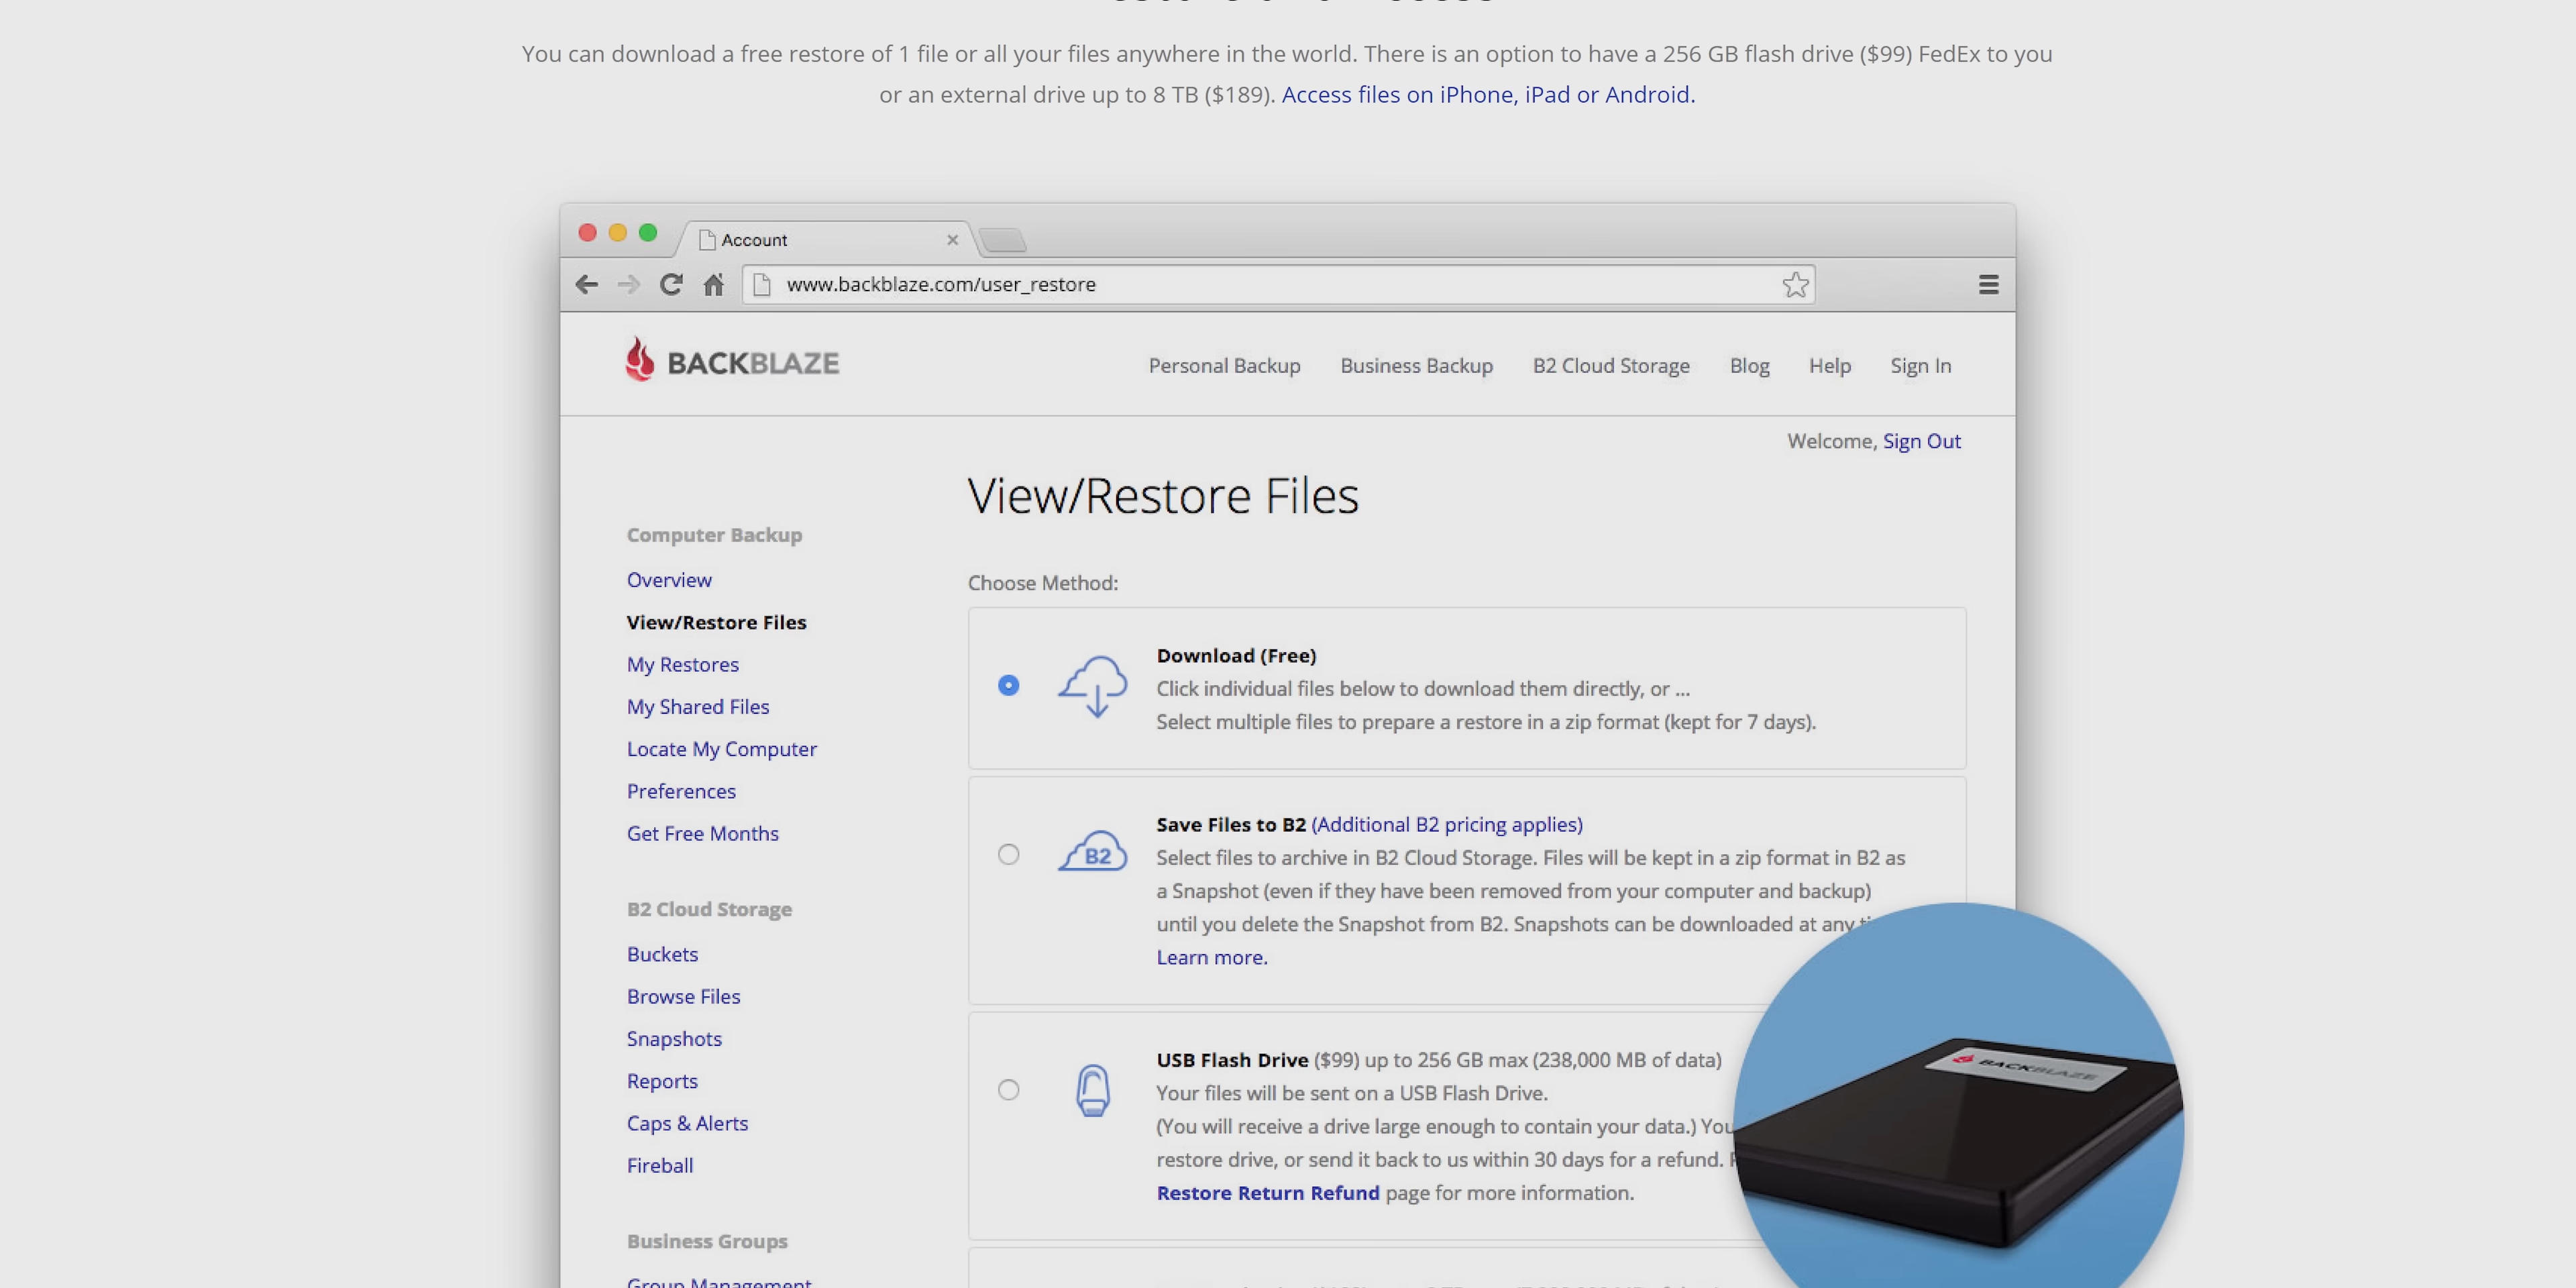 You can download a free restore of 1 file or all your files anywhere in the world. There is an option to have a 256 GB flash drive ($99) FedEx to you
or an external drive up to 8 TB ($189). Access files on iPhone, iPad or Android.
Account
www.backblaze.com/user_restore
BACKBLAZE
Personal Backup Business Backup B2 Cloud Storage Blog Help Sign In
Welcome, Sign Out
View/Restore Files
Computer Backup
Overview
View/Restore Files
My Restores
My Shared Files
Locate My Computer
Preferences
Get Free Months
B2 Cloud Storage
Buckets
Browse Files
Snapshots
Reports
Caps & Alerts
Fireball
Business Groups
Group Management
Choose Method:
Download (Free)
Click individual files below to download them directly, or ...
Select multiple files to prepare a restore in a zip format (kept for 7 days).
B2
Save Files to B2 (Additional B2 pricing applies)
Select files to archive in B2 Cloud Storage. Files will be kept in a zip format in B2 as
a Snapshot (even if they have been removed from your computer and backup)
until you delete the Snapshot from B2. Snapshots can be downloaded at any
Learn more.
USB Flash Drive ($99) up to 256 GB max (238,000 MB of data)
Your files will be sent on a USB Flash Drive.
(You will receive a drive large enough to contain your data.) You
restore drive, or send it back to us within 30 days for a refund.
Restore Return Refund page for more information.
BACKBLAZE